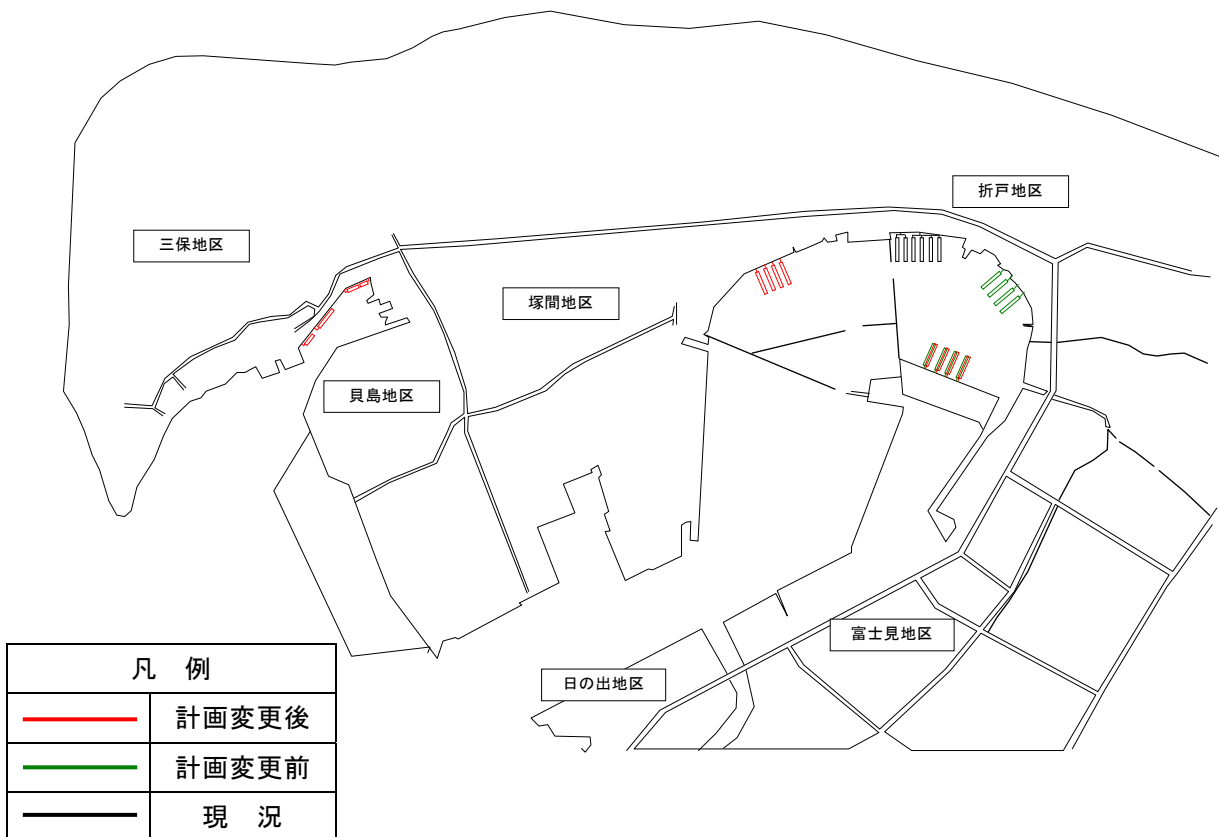 折戸地区
三保地区
塚間地区
貝島地区
富士見地区
日の出地区
凡 例
計画変更後
計画変更前
現 況